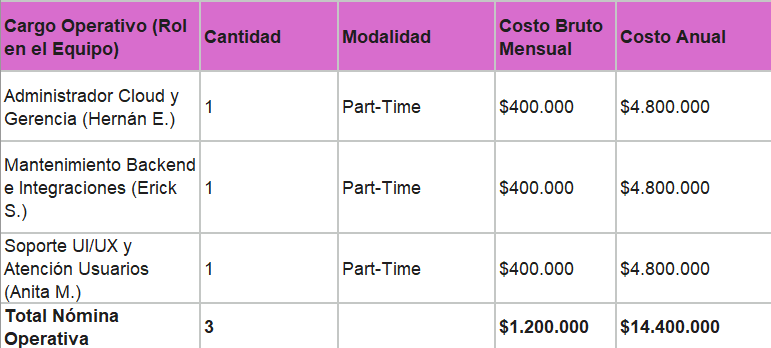 Cargo Operativo (Rol en el Equipo) Cantidad Modalidad Costo Bruto Mensual Costo Anual
Administrador Cloud y Gerencia (Hernán E.) 1 Part-Time $400.000 $4.800.000
Mantenimiento Backend e Integraciones (Erick S.) 1 Part-Time $400.000 $4.800.000
Soporte UI/UX y Atención Usuarios (Anita M.) 1 Part-Time $400.000 $4.800.000
Total Nómina Operativa 3 $1.200.000 $14.400.000